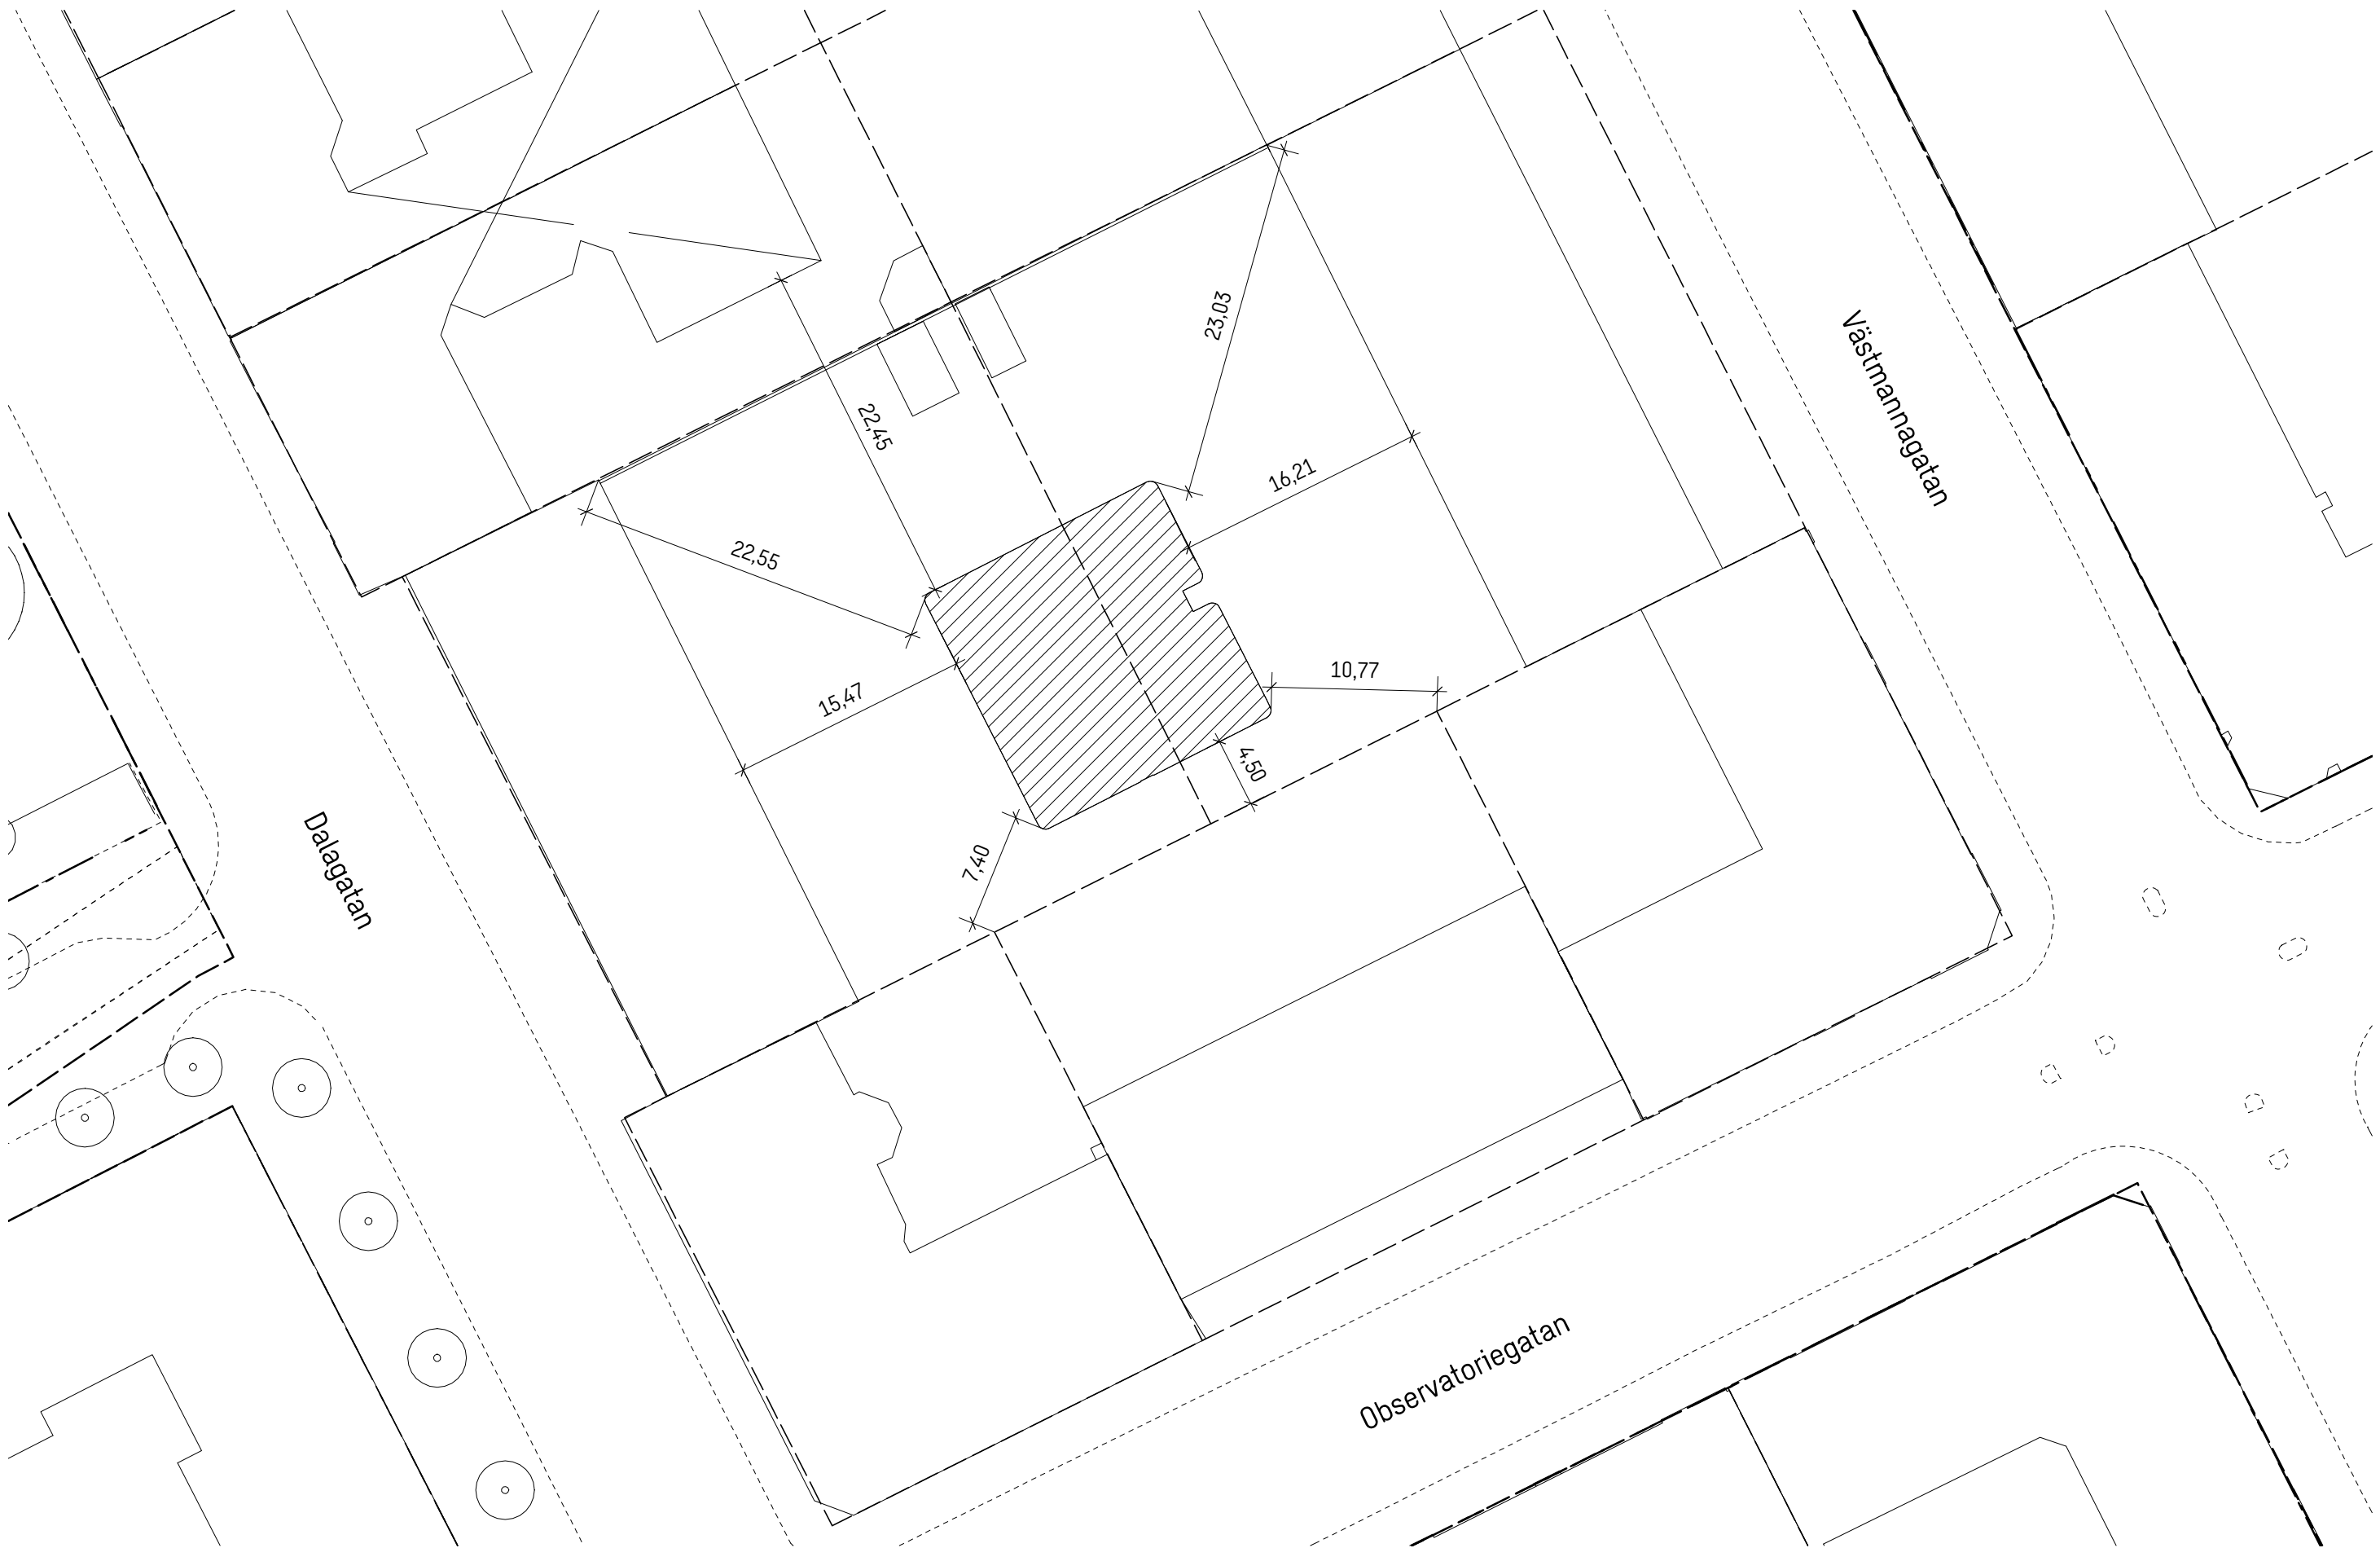 23,03
Västmannagatan
22,45
16,21
22,55
10,77
15,47
4,50
Dalagatan
7,40
Observatoriegatan